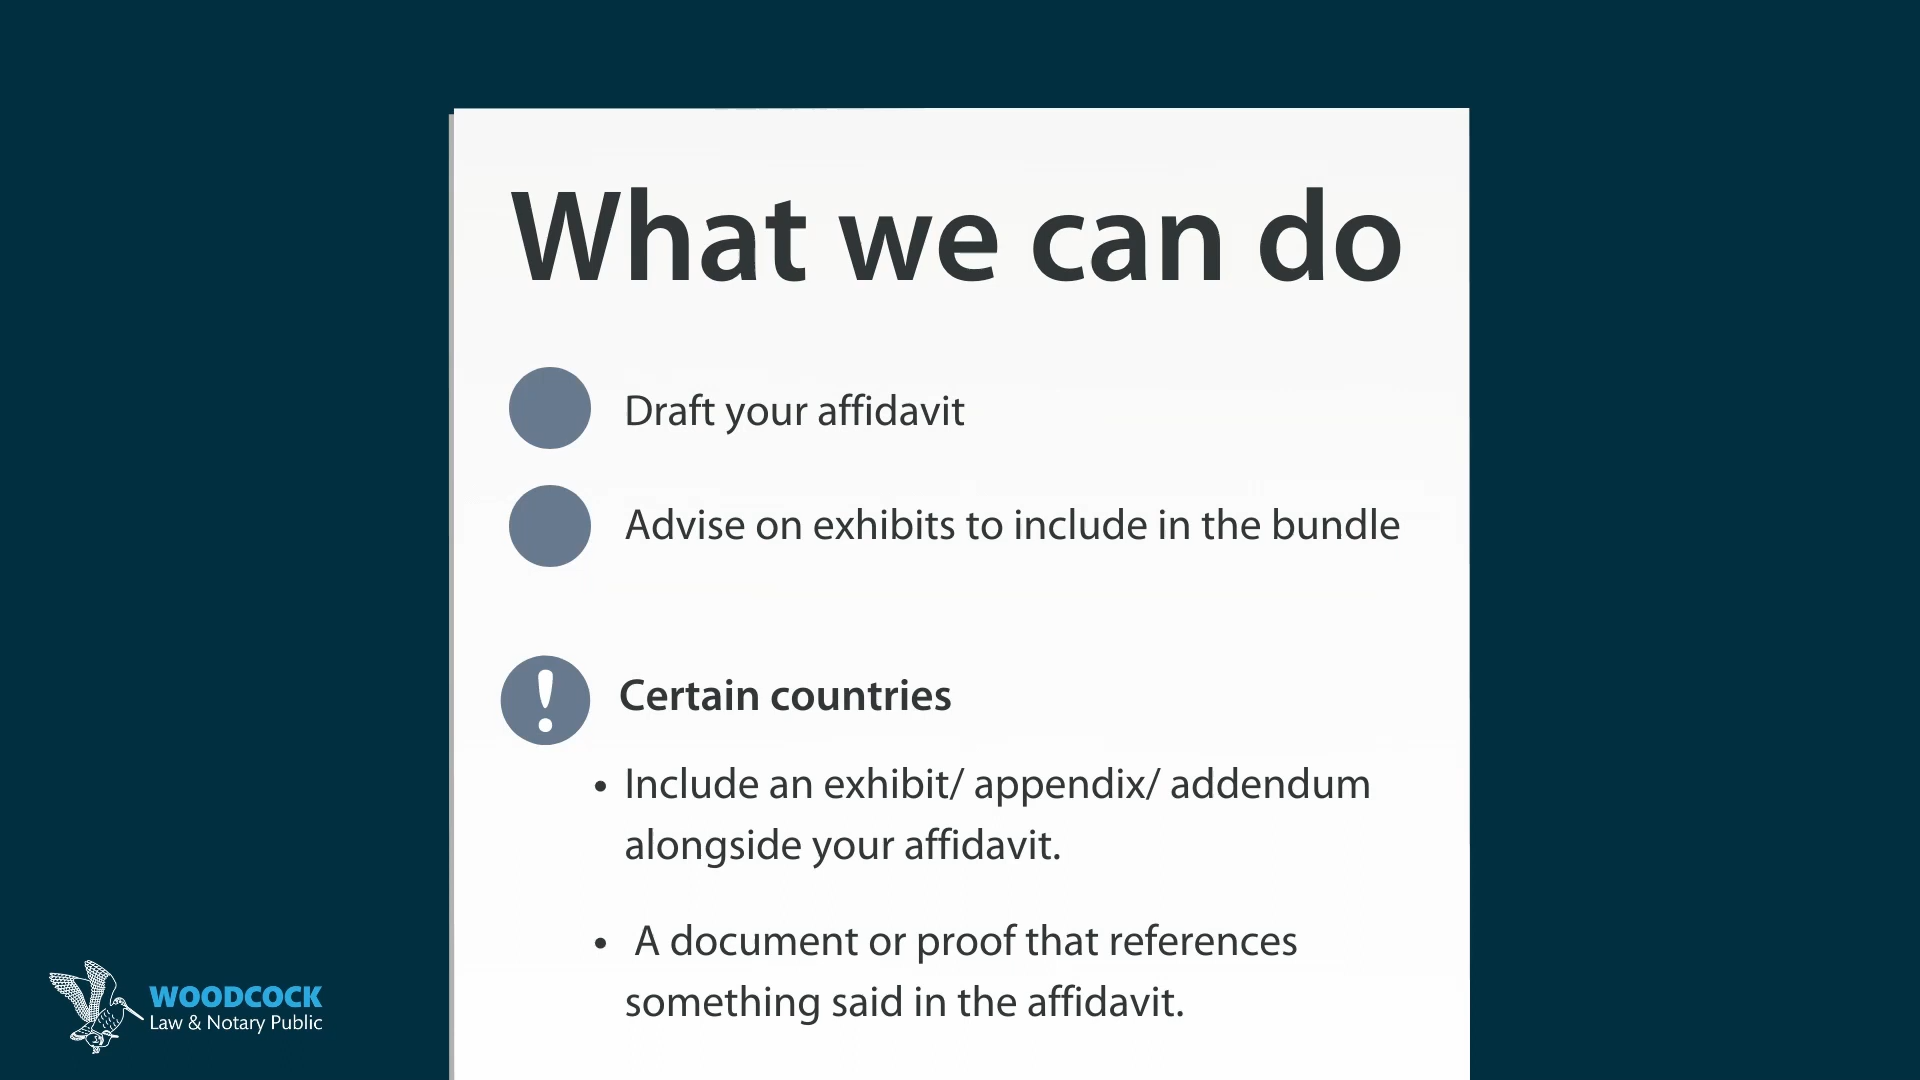 What we can do
Draft your affidavit
Advise on exhibits to include in the bundle
! Certain countries
• Include an exhibit/ appendix/ addendum
alongside your affidavit.
• A document or proof that references
something said in the affidavit.
WOODCOCK
Law & Notary Public